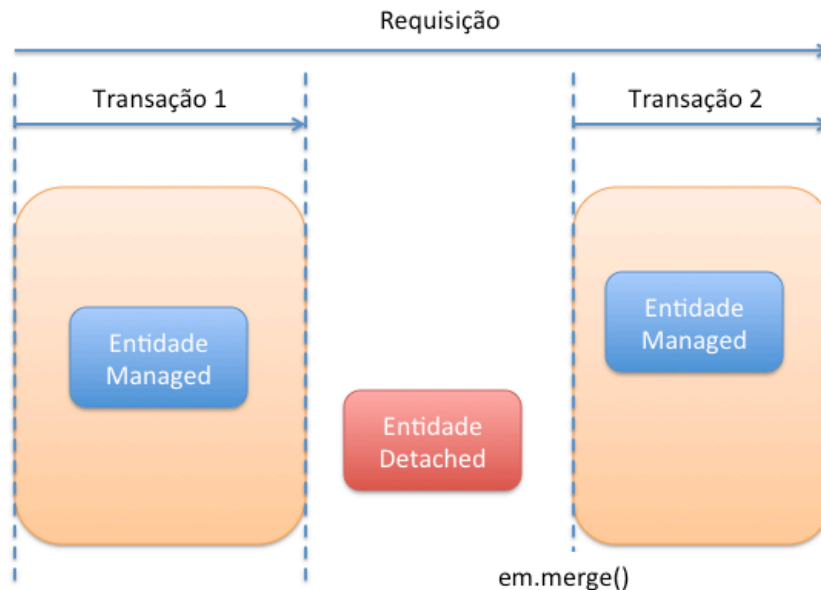 Requisição
Transação 1
Transação 2
Entidade
Managed
Entidade
Managed
Entidade
Detached
em.merge()